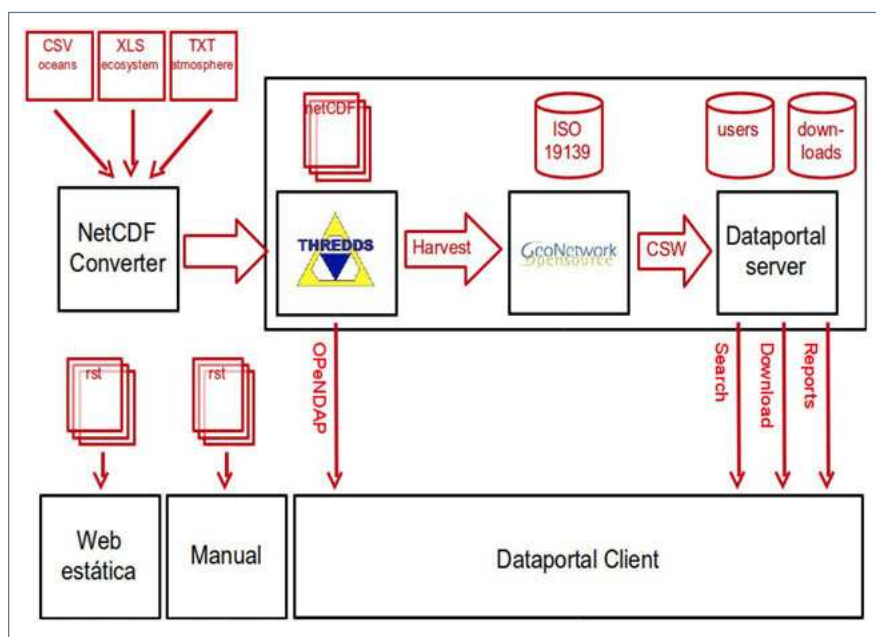 CSV
oceans
XLS
ecosystem
TXT
atmosphere
netCDF
ISO
19139
users
down-
loads
NetCDF
Converter
THREDDS
Harvest
GeoNetwork
Opensource
CSW
Dataportal
server
rst
rst
OPeNDAP
Search
Download
Reports
Web
estática
Manual
Dataportal Client